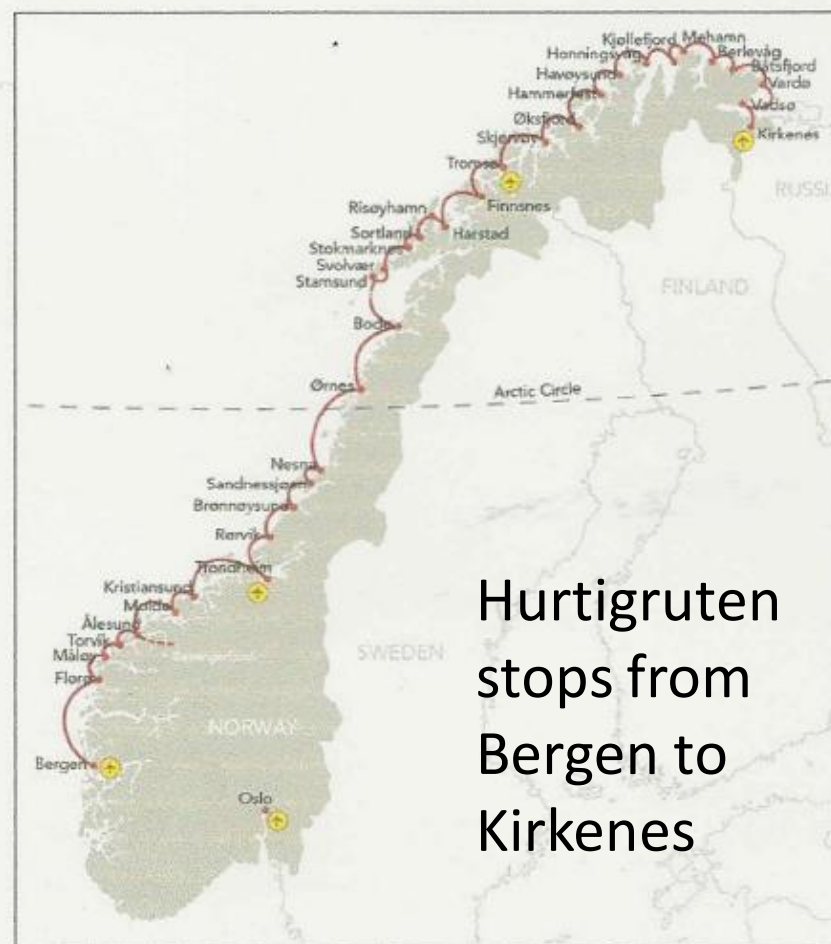 Kjøllefjord Mehamn
Honningsvåg Berlevåg
Båtsfjord
Havøysund
Vardø
Hammerfest
Vadsø
Øksfjord
Skjervøy
Kirkenes
Tromsø
RUSSI
Finnsnes
Risøyhamn
Sortland
Harstad
Stokmarknes
Svolvær
Stamsund
FINLAND
Bodø
Ørnes
Arctic Circle
Nesna
Sandnessjøen
Brønnøysund
Rørvik
Trondheim
Kristiansund
Molde
Ålesund
Torvik
Måløy
Florø
SWEDEN
NORWAY
Bergen
Oslo
Hurtigruten
stops from
Bergen to
Kirkenes